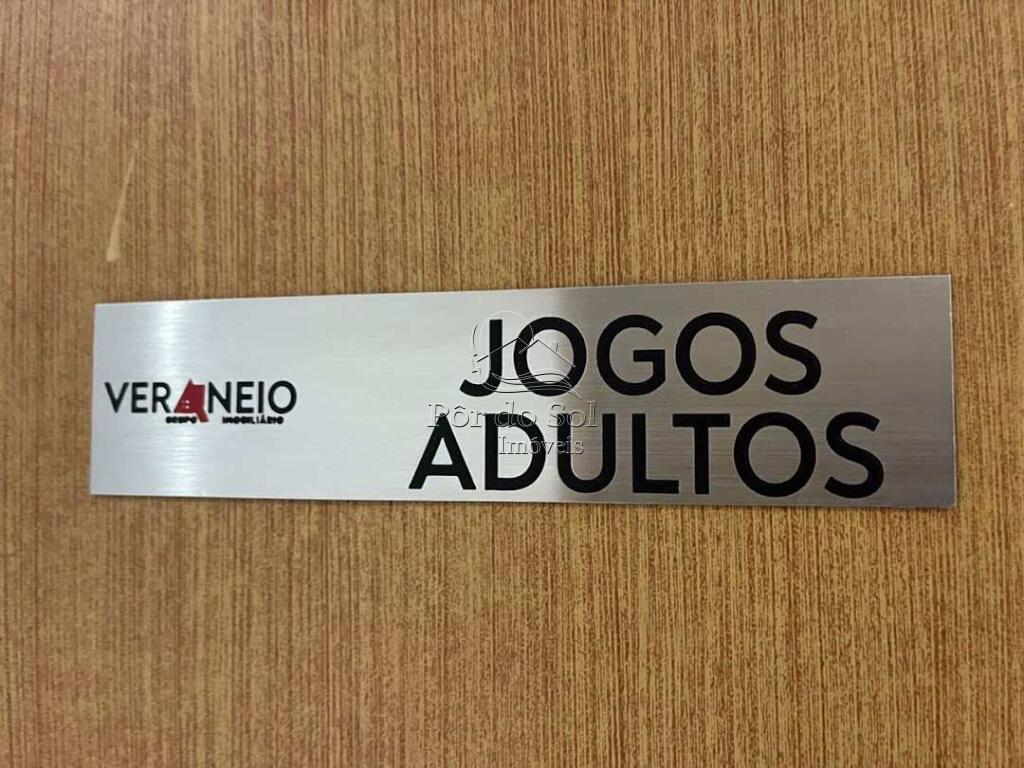 VERANEIO
GRUPO IMOBILIÁRIO
JOGOS
ADULTOS
Pôr do Sol
Imóveis